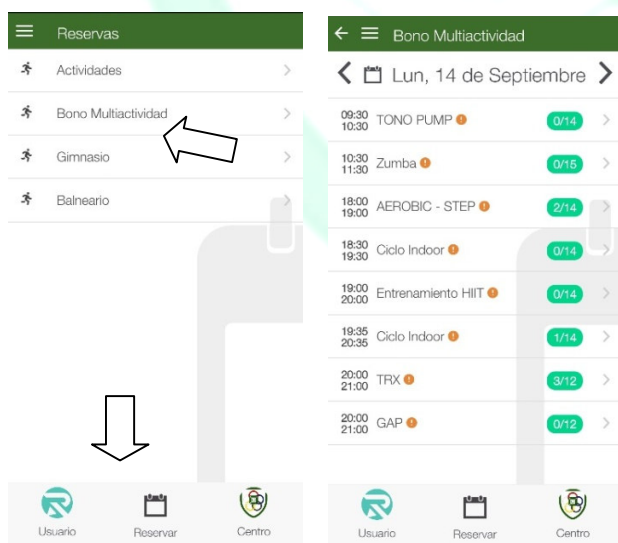 Reservas
Actividades
Bono Multiactividad
Gimnasio
Balneario
Usuario Reservar Centro
Bono Multiactividad
Lun, 14 de Septiembre
09:30
10:30 TONO PUMP 0/14
10:30
11:30 Zumba 0/15
18:00
19:00 AEROBIC - STEP 2/14
18:30
19:30 Ciclo Indoor 0/14
19:00
20:00 Entrenamiento HIIT 0/14
19:35
20:35 Ciclo Indoor 1/14
20:00
21:00 TRX 3/12
20:00
21:00 GAP 0/12
Usuario Reservar Centro